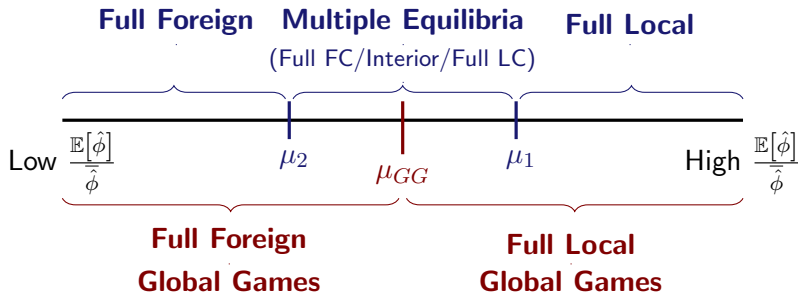 Full Foreign Multiple Equilibria Full Local
(Full FC/Interior/Full LC)
Low 𝔼[φ̂] / φ̂̅ μ₂ μ_GG μ₁ High 𝔼[φ̂] / φ̂̅
Full Foreign Full Local
Global Games Global Games